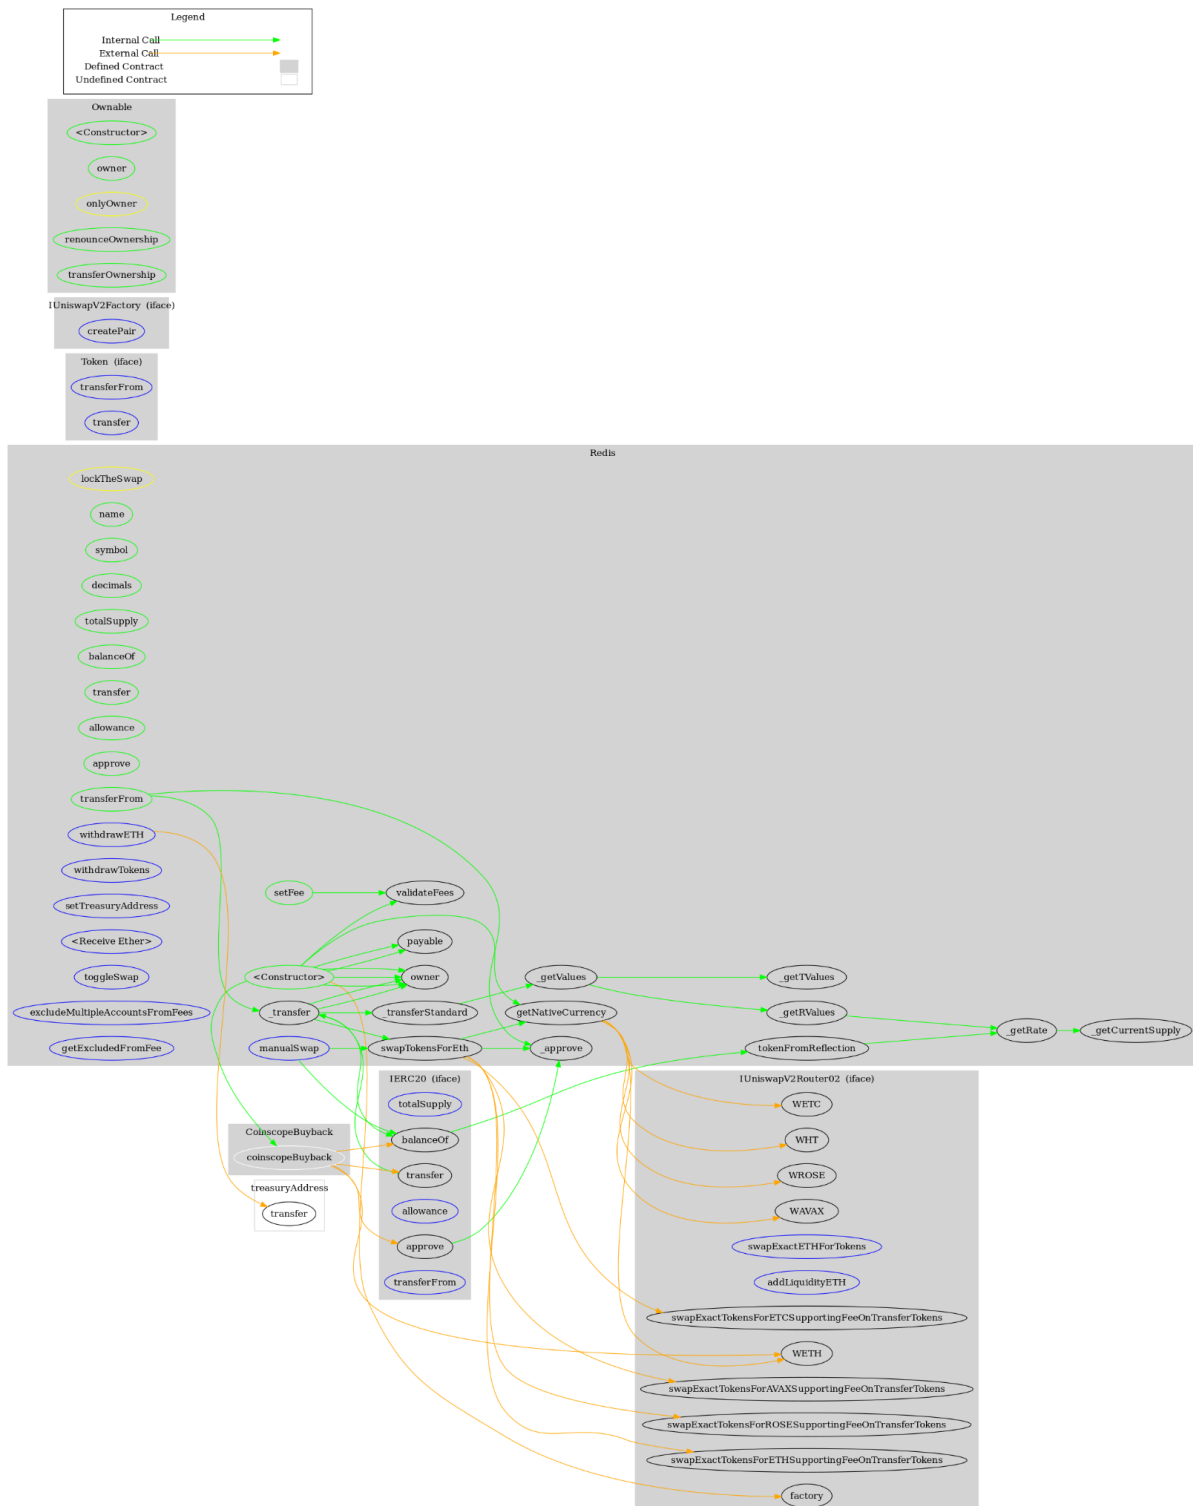 Legend
Internal Call
External Call
Defined Contract
Undefined Contract
Ownable
<Constructor>
owner
onlyOwner
renounceOwnership
transferOwnership
IUniswapV2Factory (iface)
createPair
Token (iface)
transferFrom
transfer
Redis
lockTheSwap
name
symbol
decimals
totalSupply
balanceOf
transfer
allowance
approve
transferFrom
withdrawETH
withdrawTokens
setTreasuryAddress
<Receive Ether>
toggleSwap
excludeMultipleAccountsFromFees
getExcludedFromFee
setFee
<Constructor>
_transfer
manualSwap
validateFees
payable
owner
_transferStandard
swapTokensForEth
_getValues
getNativeCurrency
_approve
_getTValues
_getRValues
tokenFromReflection
_getRate
_getCurrentSupply
CoinscopeBuyback
coinscopeBuyback
treasuryAddress
transfer
IERC20 (iface)
totalSupply
balanceOf
transfer
allowance
approve
transferFrom
IUniswapV2Router02 (iface)
WETC
WHT
WROSE
WAVAX
swapExactETHForTokens
addLiquidityETH
swapExactTokensForETCSupportingFeeOnTransferTokens
WETH
swapExactTokensForAVAXSupportingFeeOnTransferTokens
swapExactTokensForROSESupportingFeeOnTransferTokens
swapExactTokensForETHSupportingFeeOnTransferTokens
factory